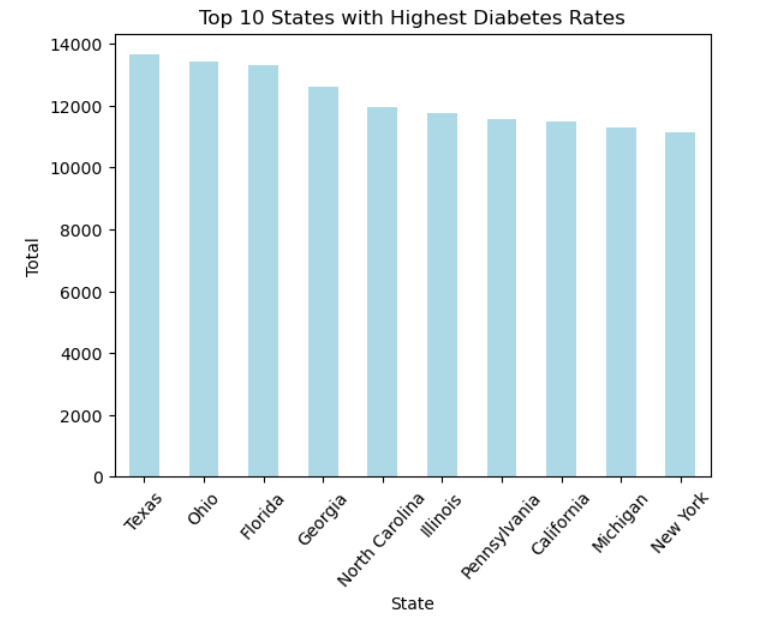 Top 10 States with Highest Diabetes Rates
14000
12000
10000
8000
6000
4000
2000
0
Total
Texas
Ohio
Florida
Georgia
North Carolina
Illinois
Pennsylvania
California
Michigan
New York
State